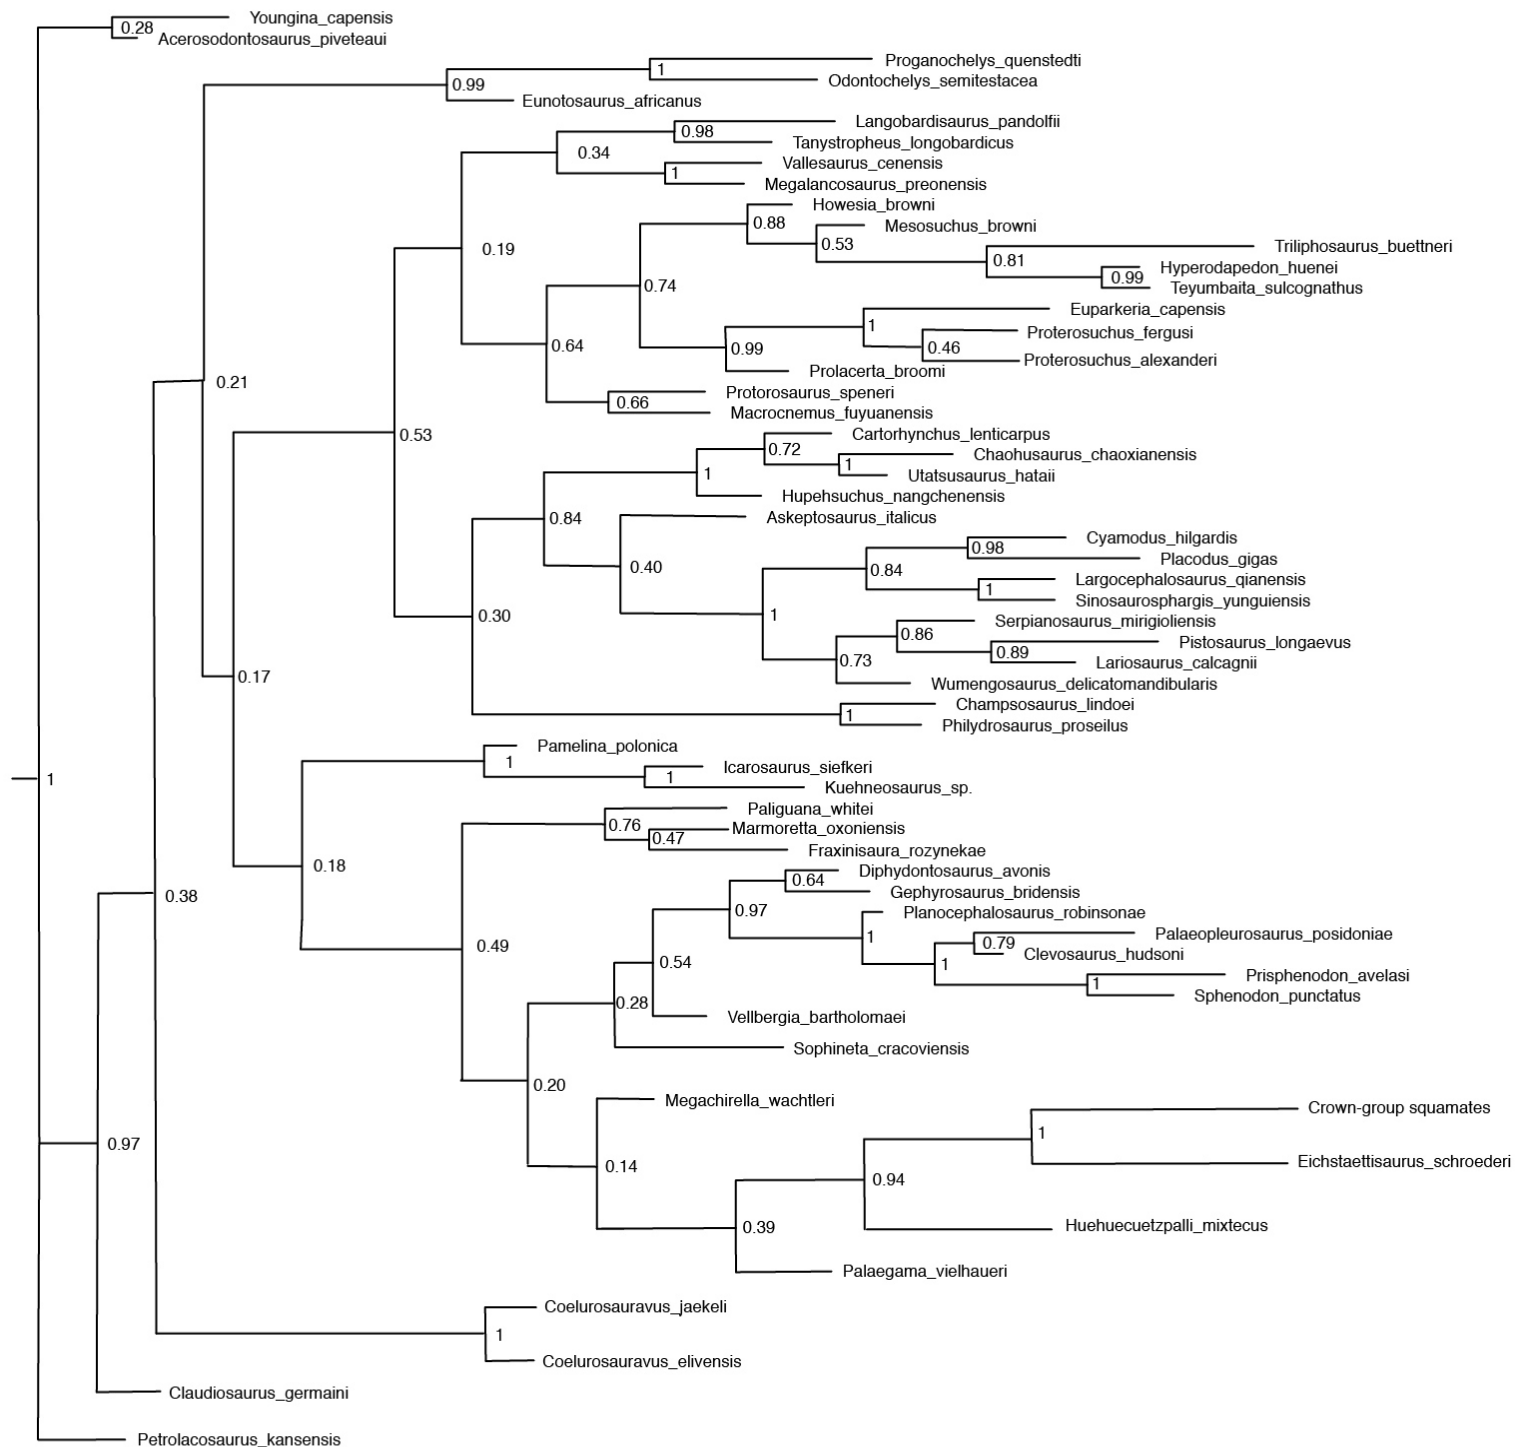 Youngina_capensis
0.28
Acerosodontosaurus_piveteaui
Proganochelys_quenstedti
1
Odontochelys_semitestacea
0.99
Eunotosaurus_africanus
Langobardisaurus_pandolfii
0.98
Tanystropheus_longobardicus
0.34
Vallesaurus_cenensis
1
Megalancosaurus_preonensis
Howesia_browni
0.88
Mesosuchus_browni
0.53
Triliphosaurus_buettneri
0.19
0.81
Hyperodapedon_huenei
0.99
Teyumbaita_sulcognathus
0.74
Euparkeria_capensis
1
Proterosuchus_fergusi
0.64
0.99
0.46
Proterosuchus_alexanderi
Prolacerta_broomi
0.21
Protorosaurus_speneri
0.66
Macrocnemus_fuyuanensis
0.53
Cartorhynchus_lenticarpus
0.72
Chaohusaurus_chaoxianensis
1
1
Utatsusaurus_hataii
Hupehsuchus_nangchenensis
0.84
Askeptosaurus_italicus
Cyamodus_hilgardis
0.98
Placodus_gigas
0.40
0.84
Largocephalosaurus_qianensis
1
Sinosaurosphargis_yunguiensis
0.30
1
Serpianosaurus_mirigioliensis
0.86
Pistosaurus_longaevus
0.89
0.73
Lariosaurus_calcagnii
0.17
Wumengosaurus_delicatomandibularis
Champsosaurus_lindoei
1
Philydrosaurus_proseilus
Pamelina_polonica
1
Icarosaurus_siefkeri
1
1
Kuehneosaurus_sp.
Paliguana_whitei
0.76
Marmoretta_oxoniensis
0.47
Fraxinisaura_rozynekae
0.18
Diphydontosaurus_avonis
0.64
Gephyrosaurus_bridensis
0.38
0.97
Planocephalosaurus_robinsonae
1
Palaeopleurosaurus_posidoniae
0.49
0.79
Clevosaurus_hudsoni
0.54
1
Prisphenodon_avelasi
1
Sphenodon_punctatus
0.28
Vellbergia_bartholomaei
Sophineta_cracoviensis
0.20
Megachirella_wachtleri
Crown-group squamates
1
0.97
Eichstaettisaurus_schroederi
0.14
0.94
0.39
Huehuecuetzpalli_mixtecus
Palaegama_vielhaueri
Coelurosauravus_jaekeli
1
Coelurosauravus_elivensis
Claudiosaurus_germaini
Petrolacosaurus_kansensis